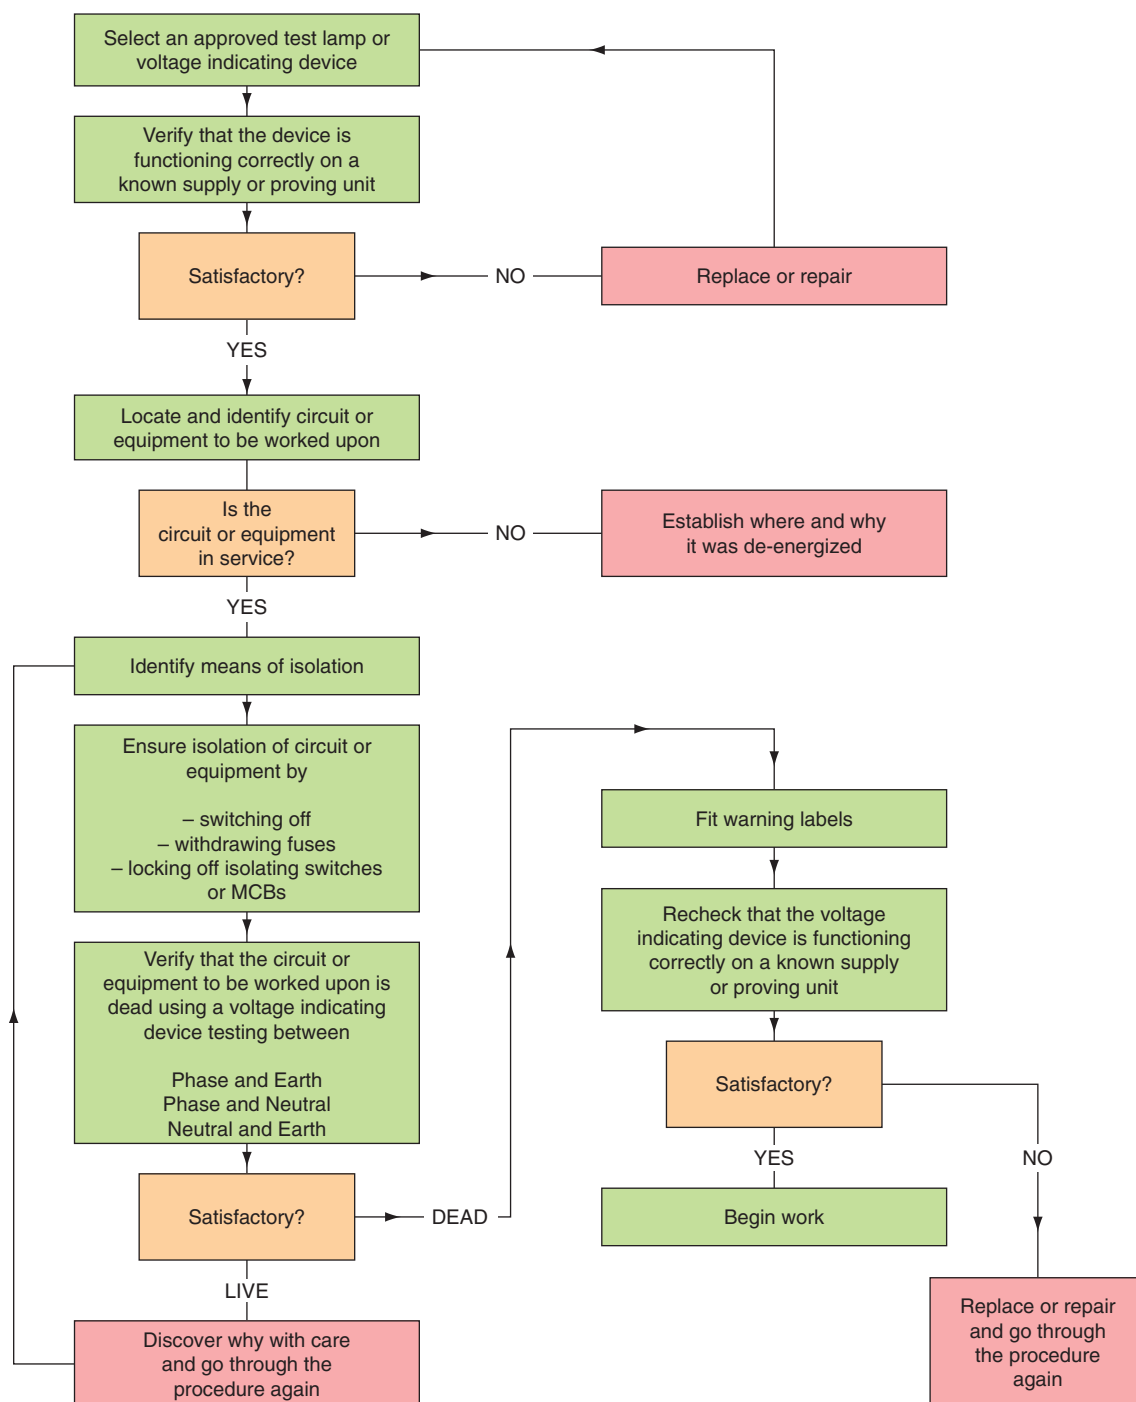 Select an approved test lamp or
voltage indicating device
Verify that the device is
functioning correctly on a
known supply or proving unit
Satisfactory?
NO
Replace or repair
YES
Locate and identify circuit or
equipment to be worked upon
Is the
circuit or equipment
in service?
NO
Establish where and why
it was de-energized
YES
Identify means of isolation
Ensure isolation of circuit or
equipment by
– switching off
– withdrawing fuses
– locking off isolating switches
or MCBs
Verify that the circuit or
equipment to be worked upon is
dead using a voltage indicating
device testing between
Phase and Earth
Phase and Neutral
Neutral and Earth
Satisfactory?
DEAD
LIVE
Discover why with care
and go through the
procedure again
Fit warning labels
Recheck that the voltage
indicating device is functioning
correctly on a known supply
or proving unit
Satisfactory?
YES
NO
Begin work
Replace or repair
and go through
the procedure
again